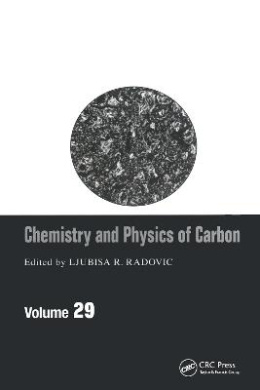 Chemistry and Physics of Carbon
Edited by LJUBISA R. RADOVIC
Volume 29
CRC Press
Taylor & Francis Group